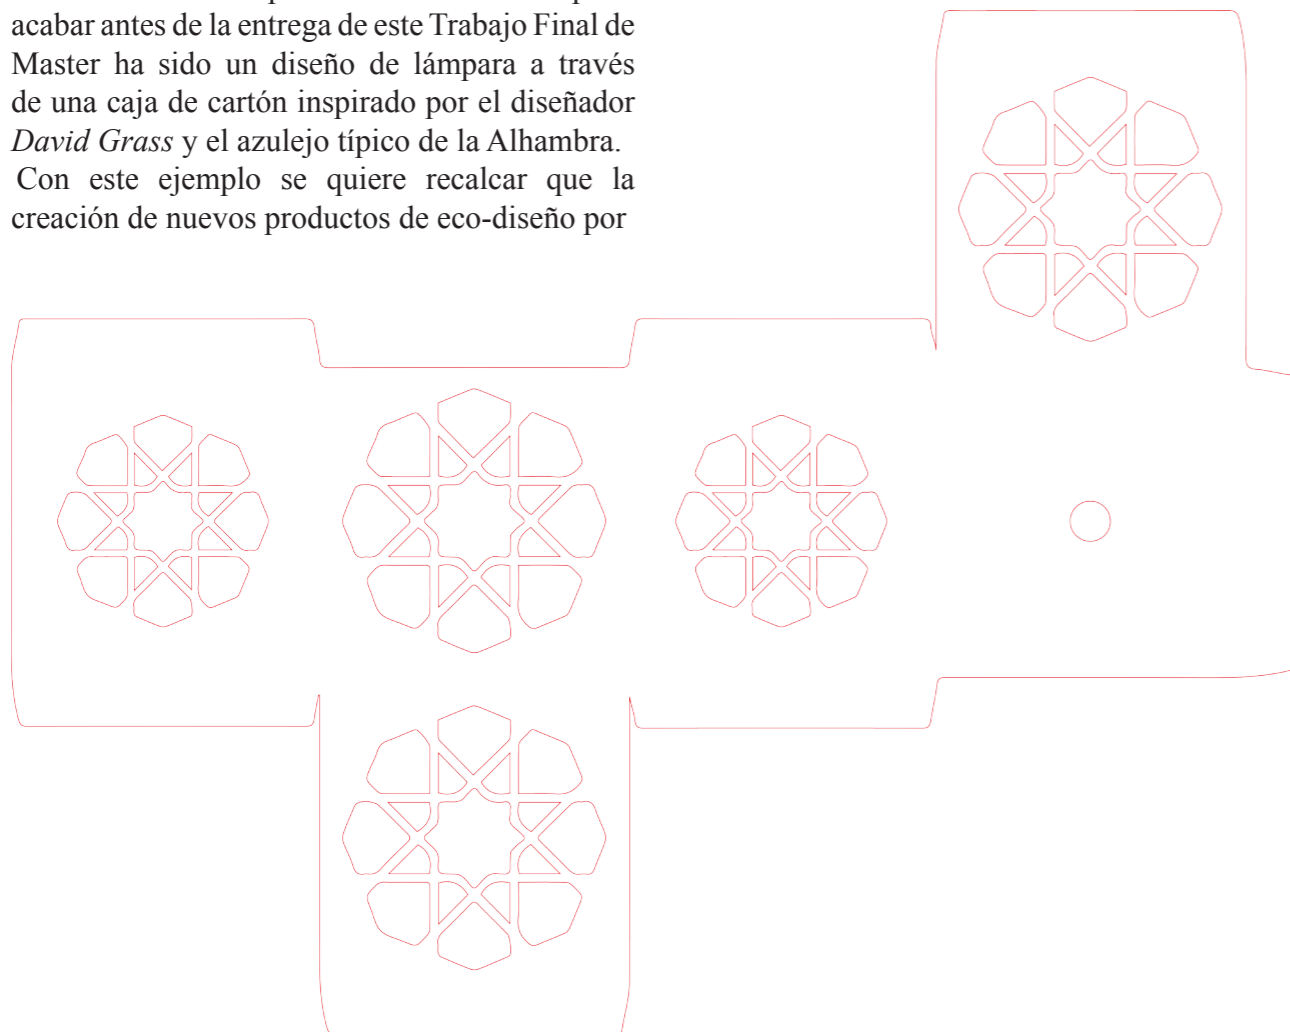 acabar antes de la entrega de este Trabajo Final de
Master ha sido un diseño de lámpara a través
de una caja de cartón inspirado por el diseñador
David Grass y el azulejo típico de la Alhambra.
Con este ejemplo se quiere recalcar que la
creación de nuevos productos de eco-diseño por